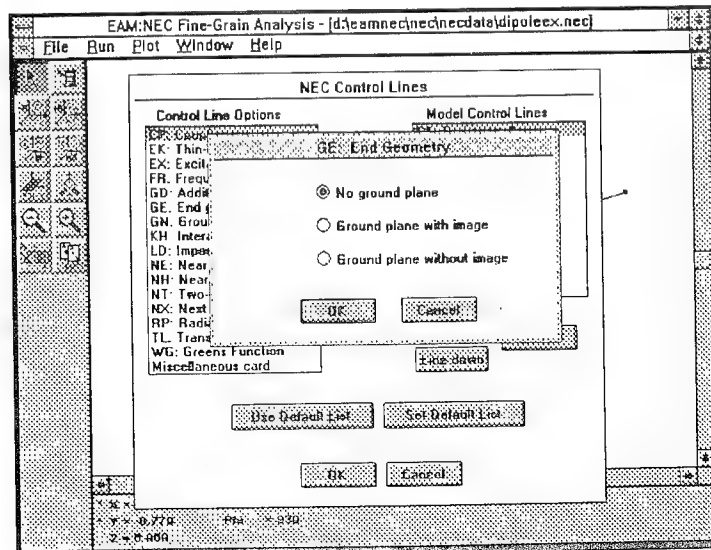 EAM:NEC Fine-Grain Analysis - [d:\eamnec\nec\necdata\dipoleex.nec]
File Run Plot Window Help
NEC Control Lines
Control Line Options
Model Control Lines
EK: Thin-
EX: Excit
FR. Frequ
GD: Addit
GE. End g
GN. Grou
KH Intera
LD: Impe
NE: Near
NH: Near
NT: Two-
NX: Next
RP: Radi
TL. Trans
WG: Greens Function
Miscellaneous card
GE: End Geometry
No ground plane
Ground plane with image
Ground plane without image
OK
Cancel
Line down
Use Default List
Set Default List
OK
Cancel